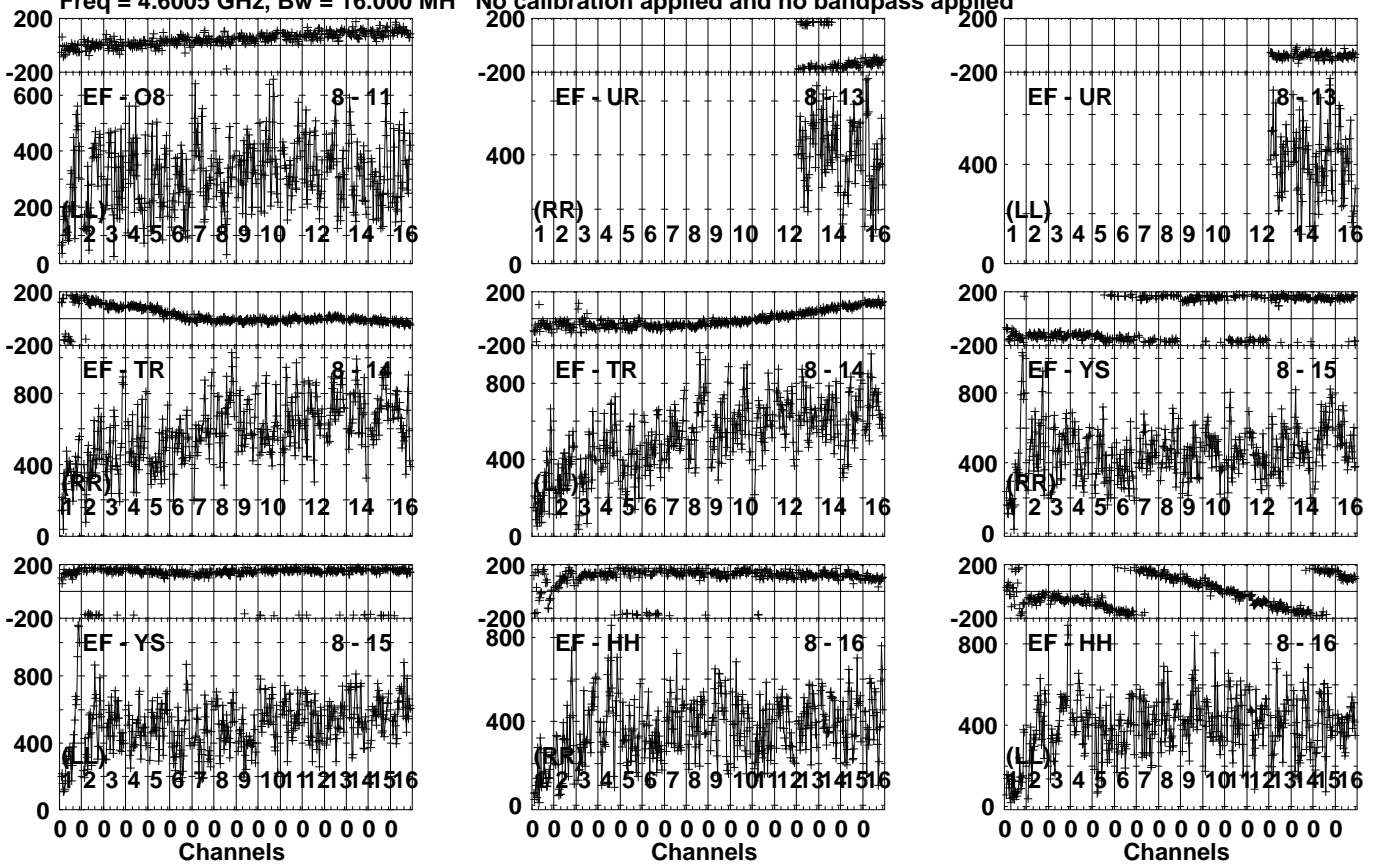 Freq = 4.6005 GHz, Bw = 16.000 MH No calibration applied and no bandpass applied
200
-200
600
400
200
0
EF - O8
8 - 11
(LL)
1 2 3 4 5 6 7 8 9 10 12 14 16
200
-200
400
0
EF - UR
8 - 13
(RR)
1 2 3 4 5 6 7 8 9 10 12 14 16
200
-200
400
0
EF - UR
8 - 13
(LL)
1 2 3 4 5 6 7 8 9 10 12 14 16
200
-200
800
400
0
EF - TR
8 - 14
(RR)
1 2 3 4 5 6 7 8 9 10 12 14 16
200
-200
800
400
0
EF - TR
8 - 14
(LL)
1 2 3 4 5 6 7 8 9 10 12 14 16
200
-200
800
400
0
EF - YS
8 - 15
(RR)
1 2 3 4 5 6 7 8 9 10 12 14 16
200
-200
800
400
0
EF - YS
8 - 15
(LL)
1 2 3 4 5 6 7 8 9 10 11 12 13 14 15 16
200
-200
800
400
0
EF - HH
8 - 16
(RR)
1 2 3 4 5 6 7 8 9 10 12 13 14 15 16
200
-200
800
400
0
EF - HH
8 - 16
(LL)
1 2 3 4 5 6 7 8 9 10 11 12 13 14 15 16
0 0 0 0 0 0 0 0 0 0 0 0 0 0 0 0
Channels
0 0 0 0 0 0 0 0 0 0 0 0 0 0 0 0
Channels
0 0 0 0 0 0 0 0 0 0 0 0 0 0 0 0
Channels